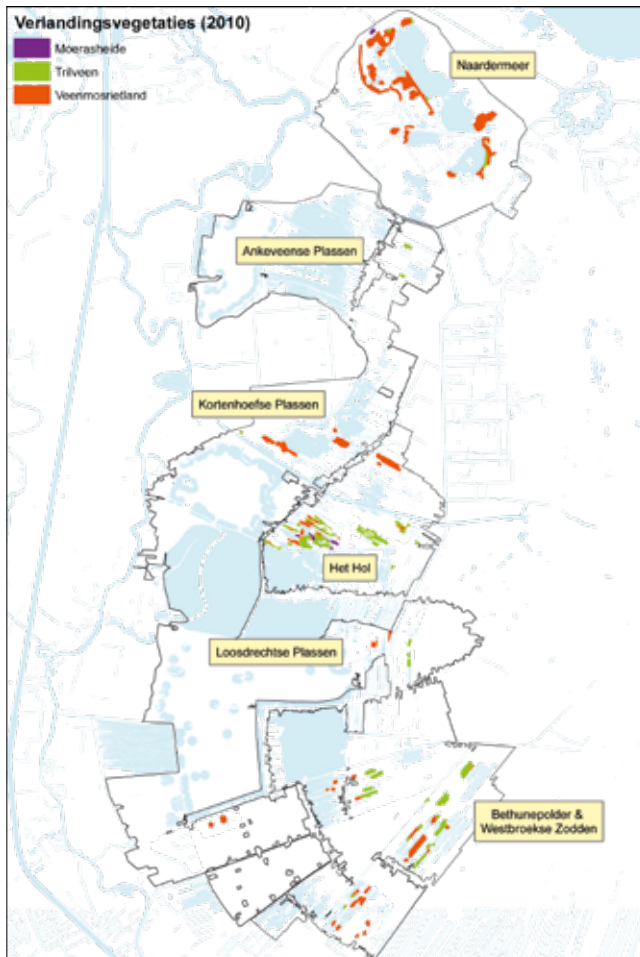 Verlandingsvegetaties (2010)
Moerasheide
Trilveen
Veenmosrietland
Naardermeer
Ankeveense Plassen
Kortenhoefse Plassen
Het Hol
Loosdrechtse Plassen
Bethunepolder &
Westbroekse Zodden